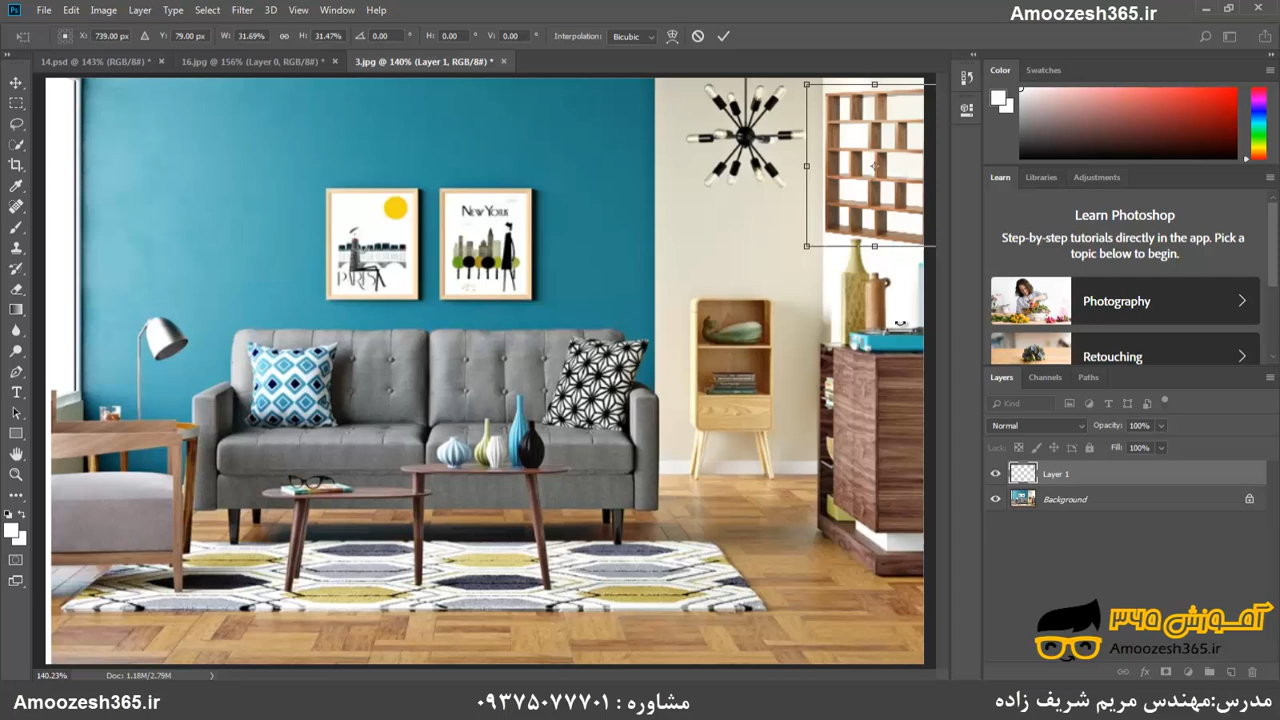 Amoozesh365.ir
File Edit Image Layer Type Select Filter 3D View Window Help
X: 739.00 px Y: 79.00 px W: 31.69% H: 31.47% 0.00 ° H: 0.00 ° V: 0.00 ° Interpolation: Bicubic
14.psd @ 143% (RGB/8#) * 16.jpg @ 156% (Layer 0, RGB/8#) * 3.jpg @ 140% (Layer 1, RGB/8#) *
Color Swatches
Learn Libraries Adjustments
Learn Photoshop
Step-by-step tutorials directly in the app. Pick a
topic below to begin.
Photography
Retouching
NEW YORK
PARIS
Layers Channels Paths
Kind
Normal Opacity: 100%
Lock: Fill: 100%
Layer 1
Background
آموزش ۳۶۵
Amoozesh365.ir
140.23% Doc: 1.18M/2.79M
Amoozesh365.ir
مشاوره : ۰۹۳۷۵۰۷۷۷۰۱
مدرس:مهندس مریم شریف زاده